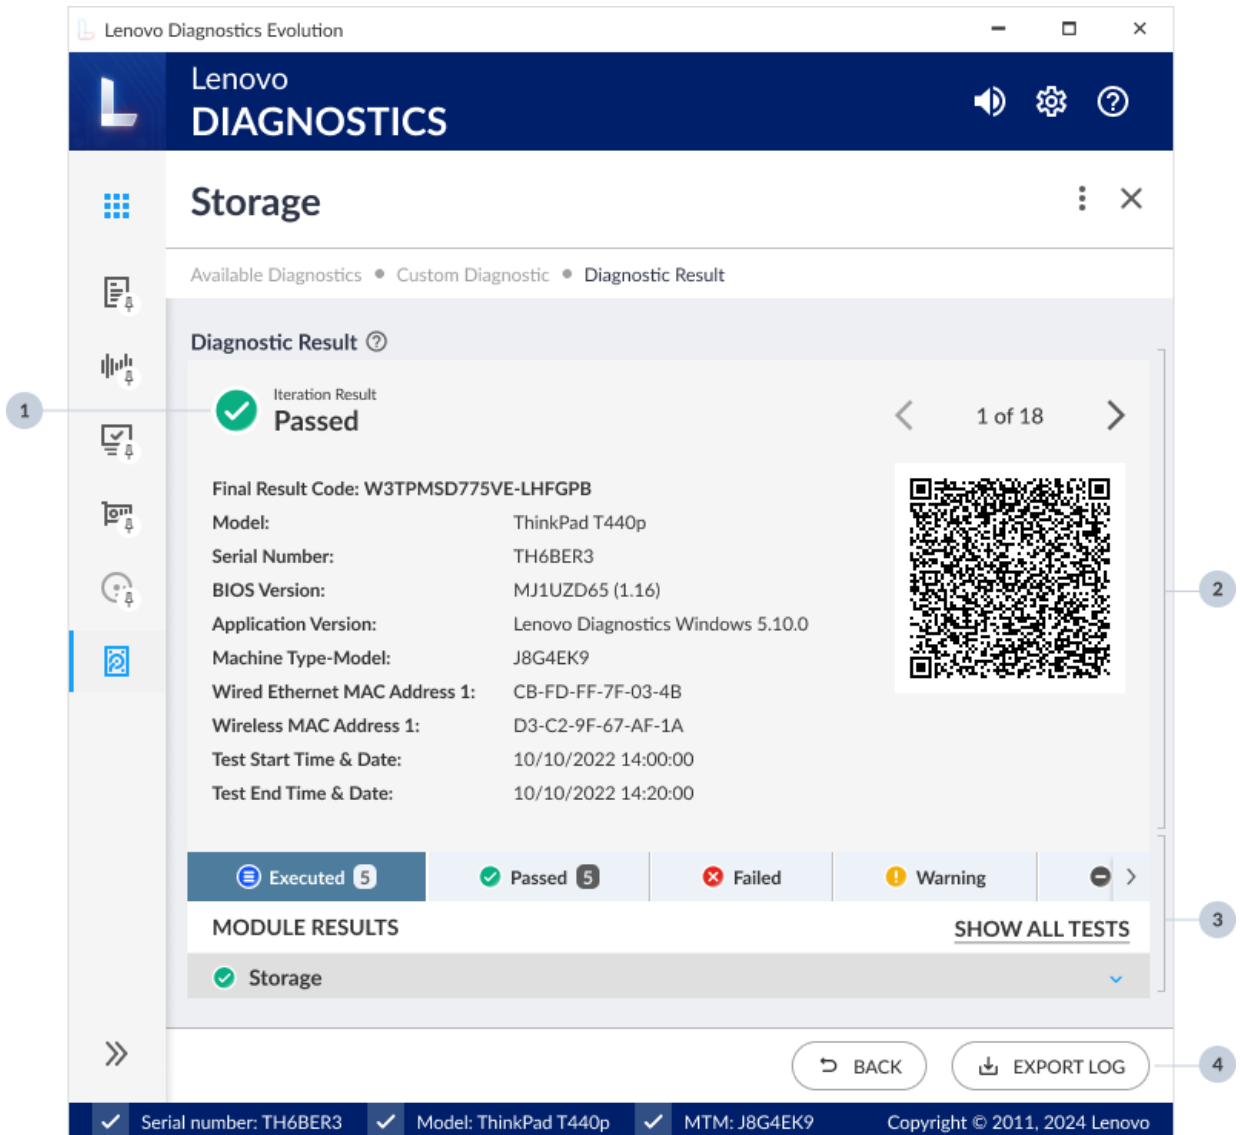 Lenovo Diagnostics Evolution
Lenovo
DIAGNOSTICS
Storage
Available Diagnostics • Custom Diagnostic • Diagnostic Result
Diagnostic Result
Iteration Result
Passed
1 of 18
1
Final Result Code: W3TPMSD775VE-LHFGPB
Model: ThinkPad T440p
Serial Number: TH6BER3
BIOS Version: MJ1UZD65 (1.16)
2
Application Version: Lenovo Diagnostics Windows 5.10.0
Machine Type-Model: J8G4EK9
Wired Ethernet MAC Address 1: CB-FD-FF-7F-03-4B
Wireless MAC Address 1: D3-C2-9F-67-AF-1A
Test Start Time & Date: 10/10/2022 14:00:00
Test End Time & Date: 10/10/2022 14:20:00
Executed 5 Passed 5 Failed Warning
MODULE RESULTS SHOW ALL TESTS
3
Storage
BACK EXPORT LOG
4
Serial number: TH6BER3 Model: ThinkPad T440p MTM: J8G4EK9 Copyright © 2011, 2024 Lenovo